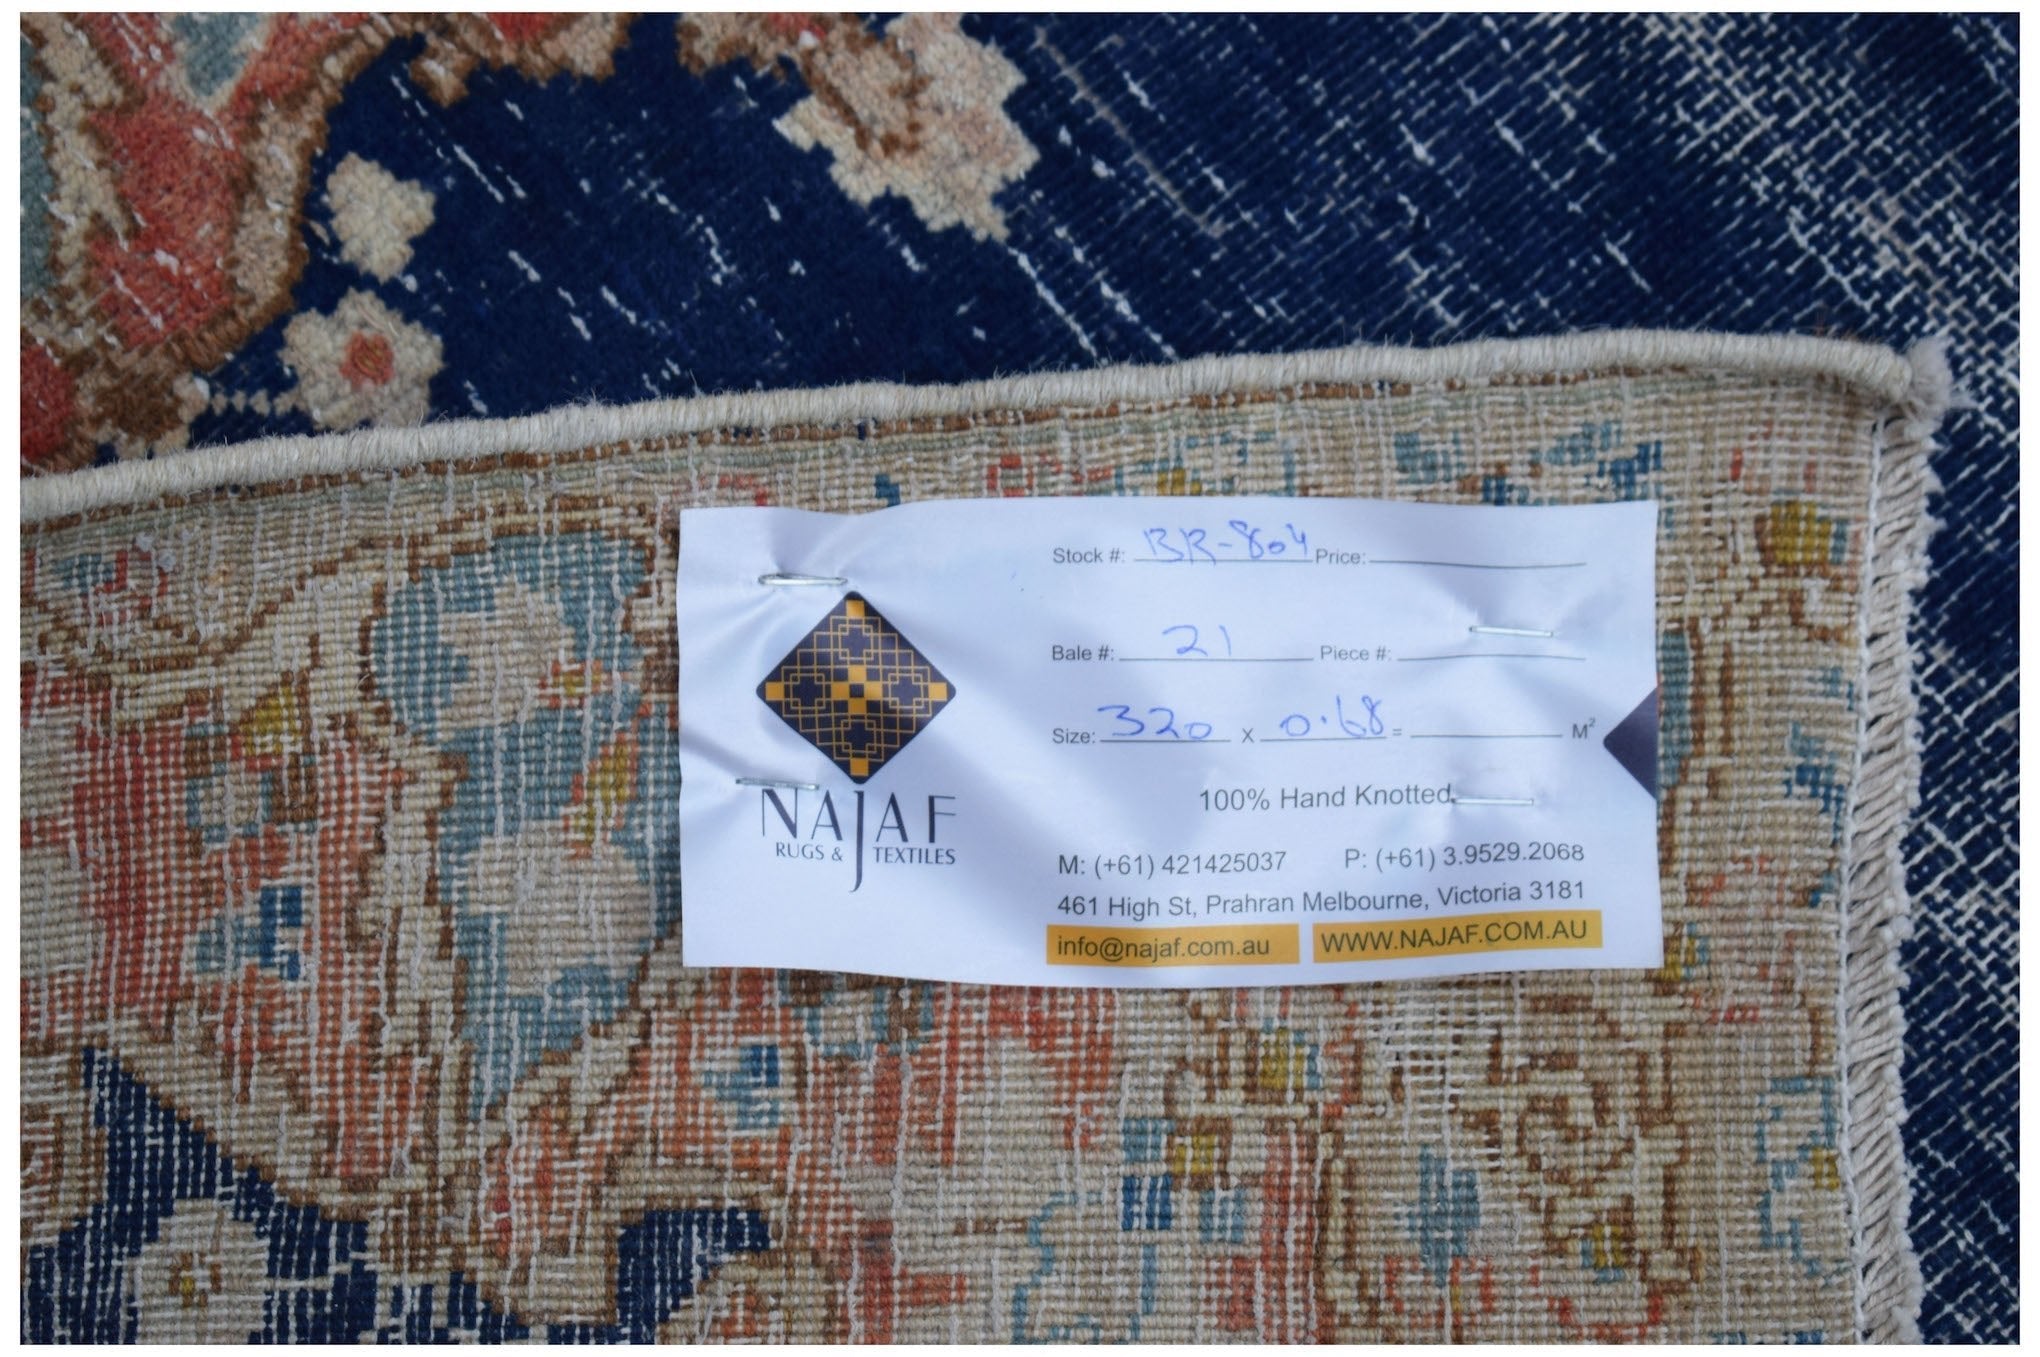 Stock #: BR-804 Price:
Bale #: 21 Piece #:
Size: 320 x 0.68 = M²
100% Hand Knotted
NAJAF
RUGS & TEXTILES
M: (+61) 421425037 P: (+61) 3.9529.2068
461 High St, Prahran Melbourne, Victoria 3181
info@najaf.com.au WWW.NAJAF.COM.AU